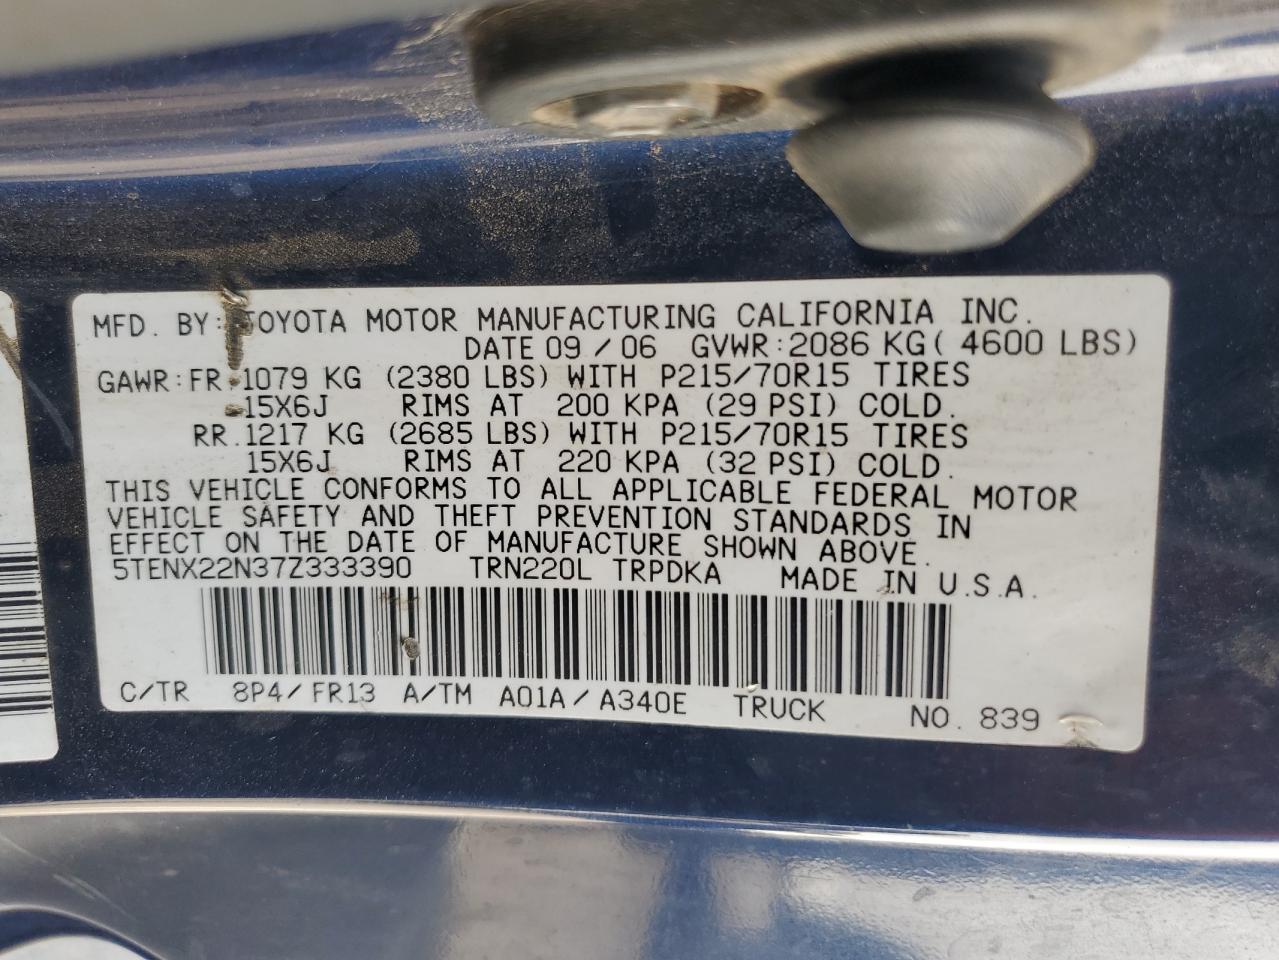 MFD. BY: TOYOTA MOTOR MANUFACTURING CALIFORNIA INC.
DATE 09/06 GVWR:2086 KG( 4600 LBS)
GAWR:FR.1079 KG (2380 LBS) WITH P215/70R15 TIRES
15X6J RIMS AT 200 KPA (29 PSI) COLD.
RR.1217 KG (2685 LBS) WITH P215/70R15 TIRES
15X6J RIMS AT 220 KPA (32 PSI) COLD.
THIS VEHICLE CONFORMS TO ALL APPLICABLE FEDERAL MOTOR
VEHICLE SAFETY AND THEFT PREVENTION STANDARDS IN
EFFECT ON THE DATE OF MANUFACTURE SHOWN ABOVE.
5TENX22N37Z333390 TRN220L TRPDKA MADE IN U.S.A.
C/TR 8P4/FR13 A/TM A01A/A340E TRUCK NO. 839